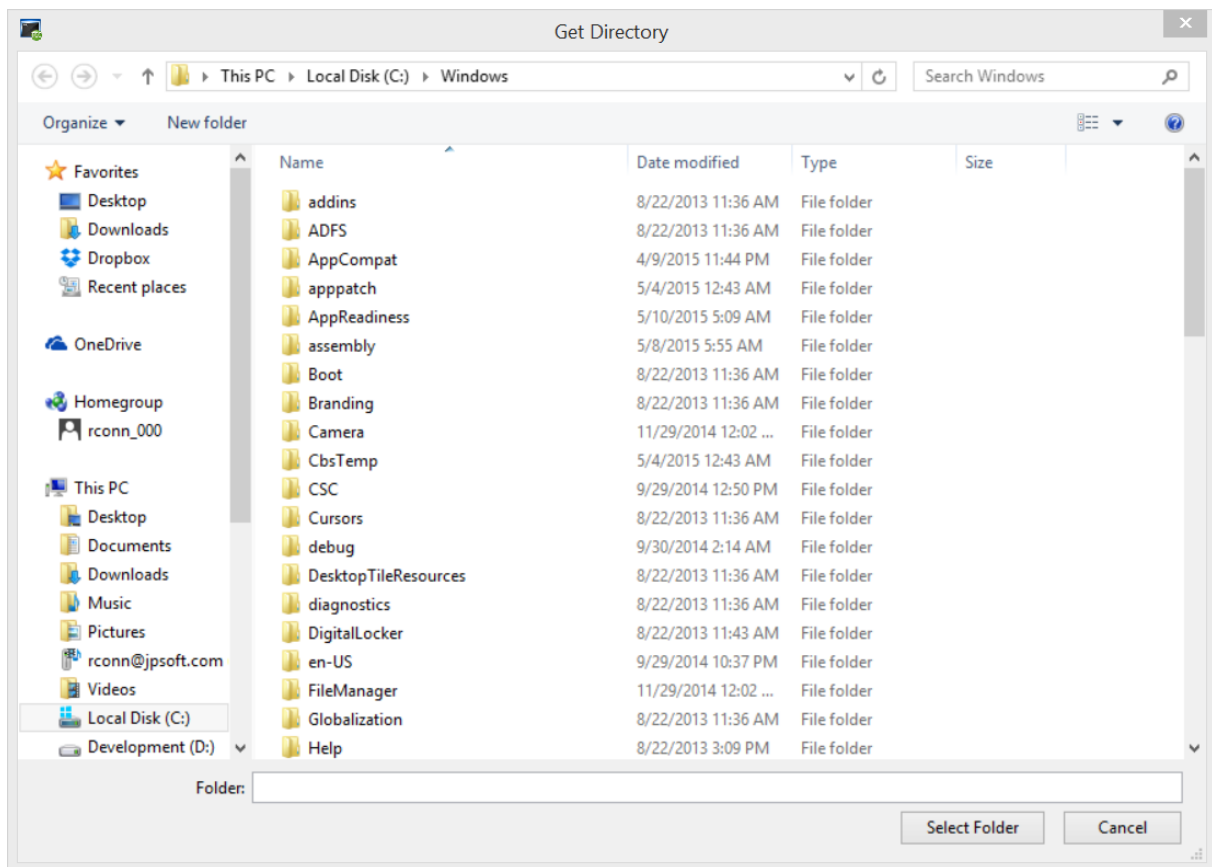 Get Directory
This PC Local Disk (C:) Windows
Search Windows
Organize New folder
Favorites
Desktop
Downloads
Dropbox
Recent places
OneDrive
Homegroup
rconn_000
This PC
Desktop
Documents
Downloads
Music
Pictures
rconn@jpsoft.com
Videos
Local Disk (C:)
Development (D:)
Name Date modified Type Size
addins 8/22/2013 11:36 AM File folder
ADFS 8/22/2013 11:36 AM File folder
AppCompat 4/9/2015 11:44 PM File folder
apppatch 5/4/2015 12:43 AM File folder
AppReadiness 5/10/2015 5:09 AM File folder
assembly 5/8/2015 5:55 AM File folder
Boot 8/22/2013 11:36 AM File folder
Branding 8/22/2013 11:36 AM File folder
Camera 11/29/2014 12:02 ... File folder
CbsTemp 5/4/2015 12:43 AM File folder
CSC 9/29/2014 12:50 PM File folder
Cursors 8/22/2013 11:36 AM File folder
debug 9/30/2014 2:14 AM File folder
DesktopTileResources 8/22/2013 11:36 AM File folder
diagnostics 8/22/2013 11:36 AM File folder
DigitalLocker 8/22/2013 11:43 AM File folder
en-US 9/29/2014 10:37 PM File folder
FileManager 11/29/2014 12:02 ... File folder
Globalization 8/22/2013 11:36 AM File folder
Help 8/22/2013 3:09 PM File folder
Folder:
Select Folder Cancel